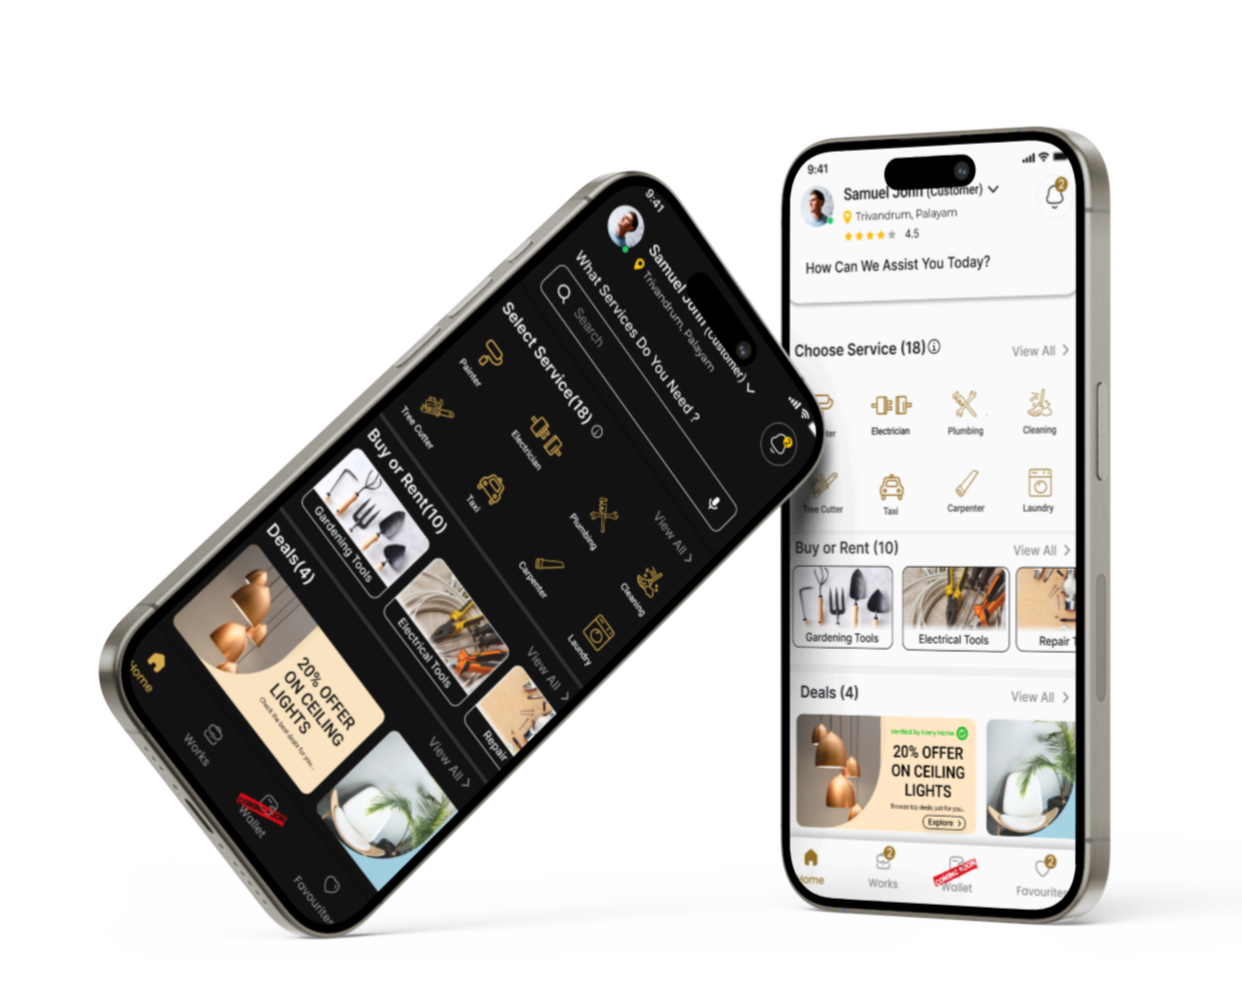 9:41
Samuel John (Customer)
Trivandrum, Palayam
What Services Do You Need ?
Search
Select Service(18)
View All
Painter
Electrician
Plumbing
Cleaning
Tree Cutter
Taxi
Carpenter
Laundry
Buy or Rent(10)
View All
Gardening Tools
Electrical Tools
Repair
Deals(4)
View All
20% OFFER
ON CEILING
LIGHTS
Check the best deals for you...
Home
Works
COMING SOON
Wallet
Favourites
9:41
Samuel John (Customer)
2
Trivandrum, Palayam
4.5
How Can We Assist You Today?
Choose Service (18)
View All
ter
Electrician
Plumbing
Cleaning
Tree Cutter
Taxi
Carpenter
Laundry
Buy or Rent (10)
View All
Gardening Tools
Electrical Tools
Repair T
Deals (4)
View All
Verified by Every Home
20% OFFER
ON CEILING
LIGHTS
Browse top deals just for you...
Explore >
Home
2
Works
COMING SOON
Wallet
2
Favourites